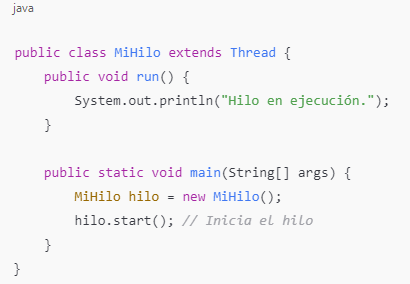 java
public class MiHilo extends Thread {
    public void run() {
        System.out.println("Hilo en ejecución.");
    }

    public static void main(String[] args) {
        MiHilo hilo = new MiHilo();
        hilo.start(); // Inicia el hilo
    }
}